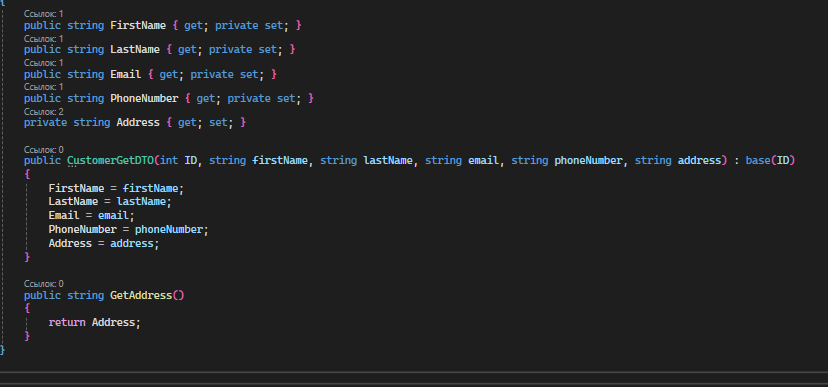 {
Ссылок: 1
public string FirstName { get; private set; }
Ссылок: 1
public string LastName { get; private set; }
Ссылок: 1
public string Email { get; private set; }
Ссылок: 1
public string PhoneNumber { get; private set; }
Ссылок: 2
private string Address { get; set; }
Ссылок: 0
public CustomerGetDTO(int ID, string firstName, string lastName, string email, string phoneNumber, string address) : base(ID)
{
FirstName = firstName;
LastName = lastName;
Email = email;
PhoneNumber = phoneNumber;
Address = address;
}
Ссылок: 0
public string GetAddress()
{
return Address;
}
}